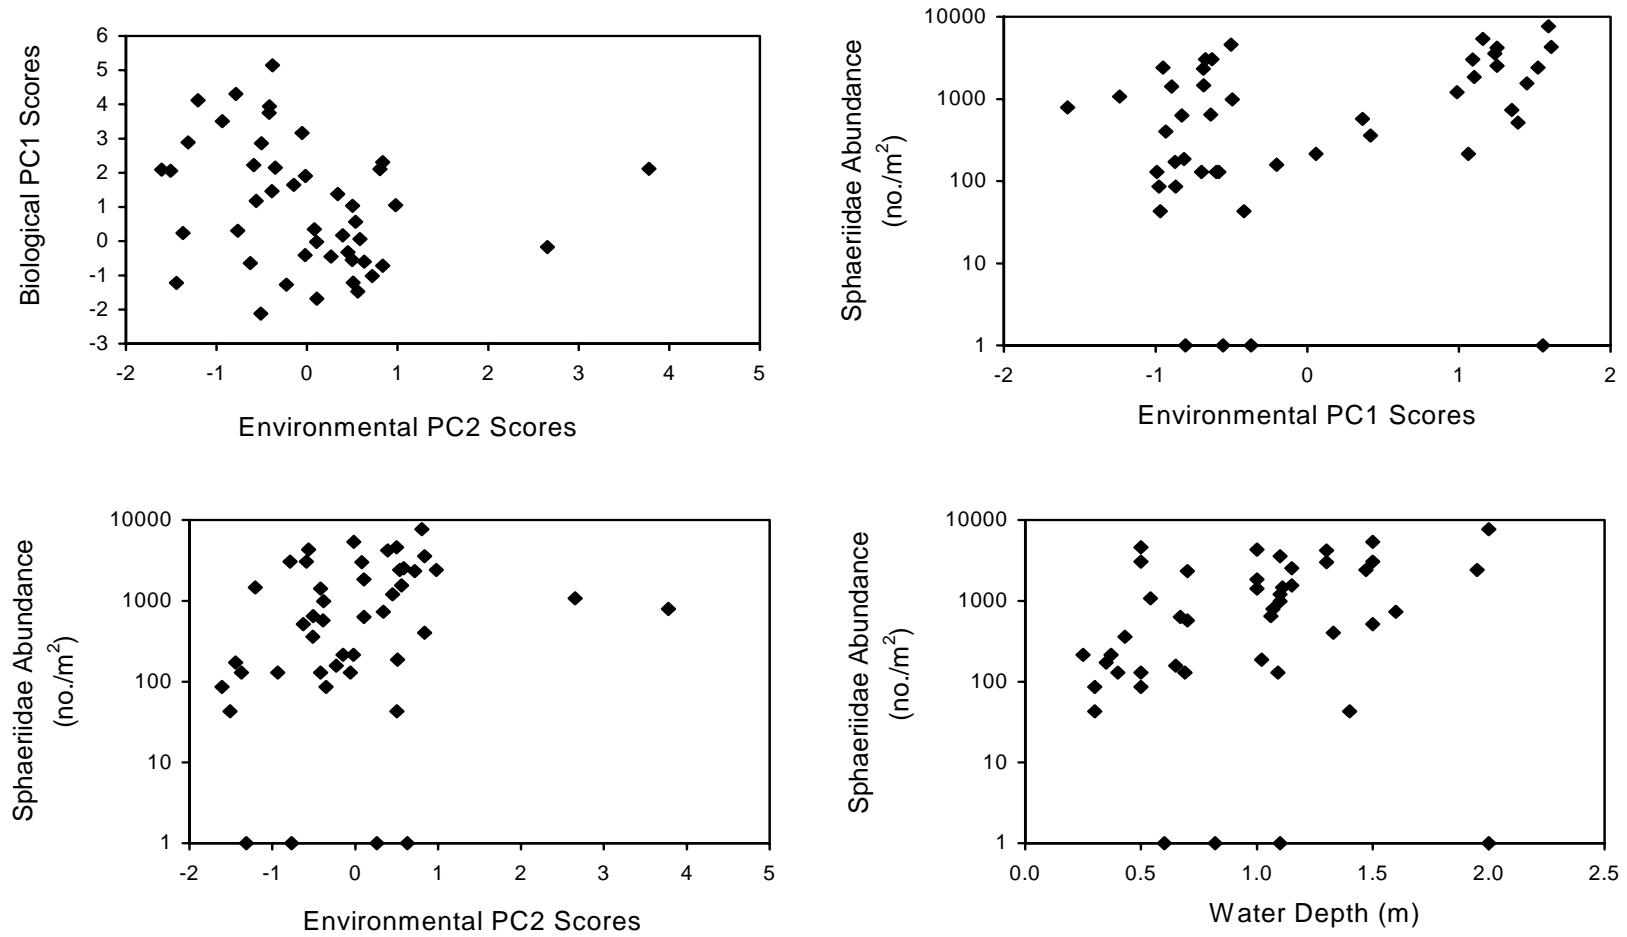 Biological PC1 Scores
6
5
4
3
2
1
0
-1
-2
-3
-2 -1 0 1 2 3 4 5
Environmental PC2 Scores
Sphaeriidae Abundance
(no./m²)
10000
1000
100
10
1
-2 -1 0 1 2
Environmental PC1 Scores
Sphaeriidae Abundance
(no./m²)
10000
1000
100
10
1
-2 -1 0 1 2 3 4 5
Environmental PC2 Scores
Sphaeriidae Abundance
(no./m²)
10000
1000
100
10
1
0.0 0.5 1.0 1.5 2.0 2.5
Water Depth (m)